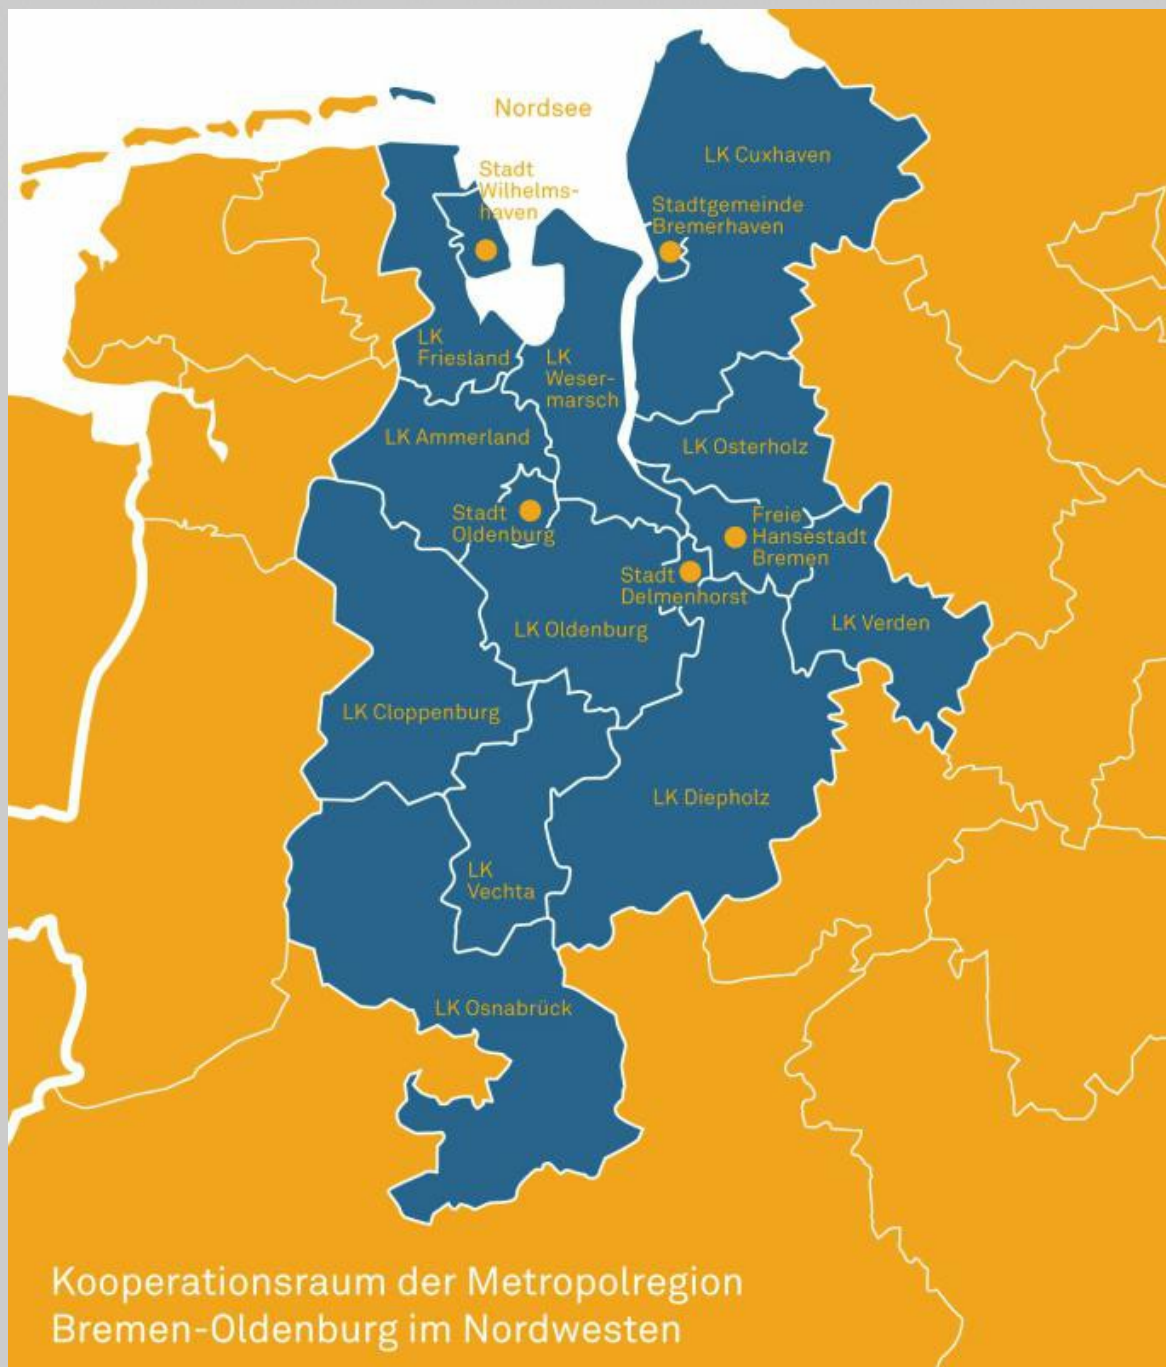 Nordsee
LK Cuxhaven
Stadt
Wilhelms-
haven
Stadtgemeinde
Bremerhaven
LK
Friesland
LK
Weser-
marsch
LK Ammerland
LK Osterholz
Stadt
Oldenburg
Freie
Hansestadt
Bremen
Stadt
Delmenhorst
LK Oldenburg
LK Verden
LK Cloppenburg
LK Diepholz
LK
Vechta
LK Osnabrück
Kooperationsraum der Metropolregion
Bremen-Oldenburg im Nordwesten